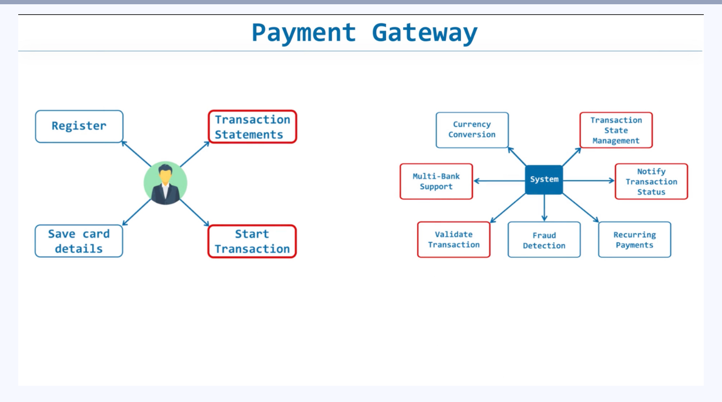 Payment Gateway
Register
Transaction
Statements
Save card
details
Start
Transaction
Currency
Conversion
Transaction
State
Management
Multi-Bank
Support
System
Notify
Transaction
Status
Validate
Transaction
Fraud
Detection
Recurring
Payments